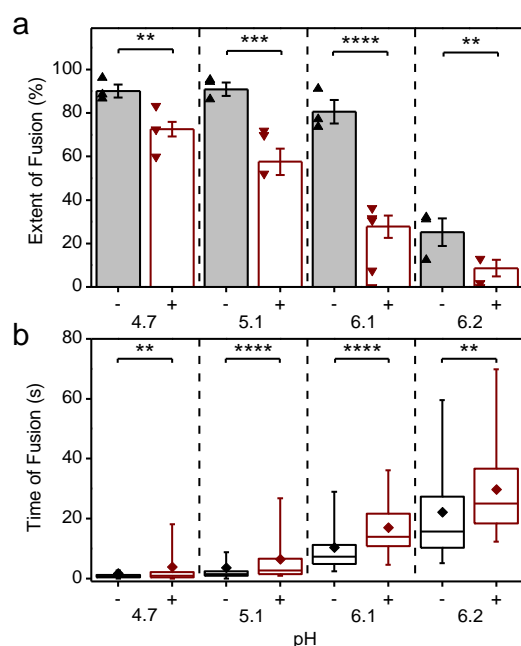 a
** *** **** **
100
80
60
40
20
0
Extent of Fusion (%)
- + - + - + - +
4.7 5.1 6.1 6.2
b
** **** **** **
80
60
40
20
0
Time of Fusion (s)
- + - + - + - +
4.7 5.1 6.1 6.2
pH